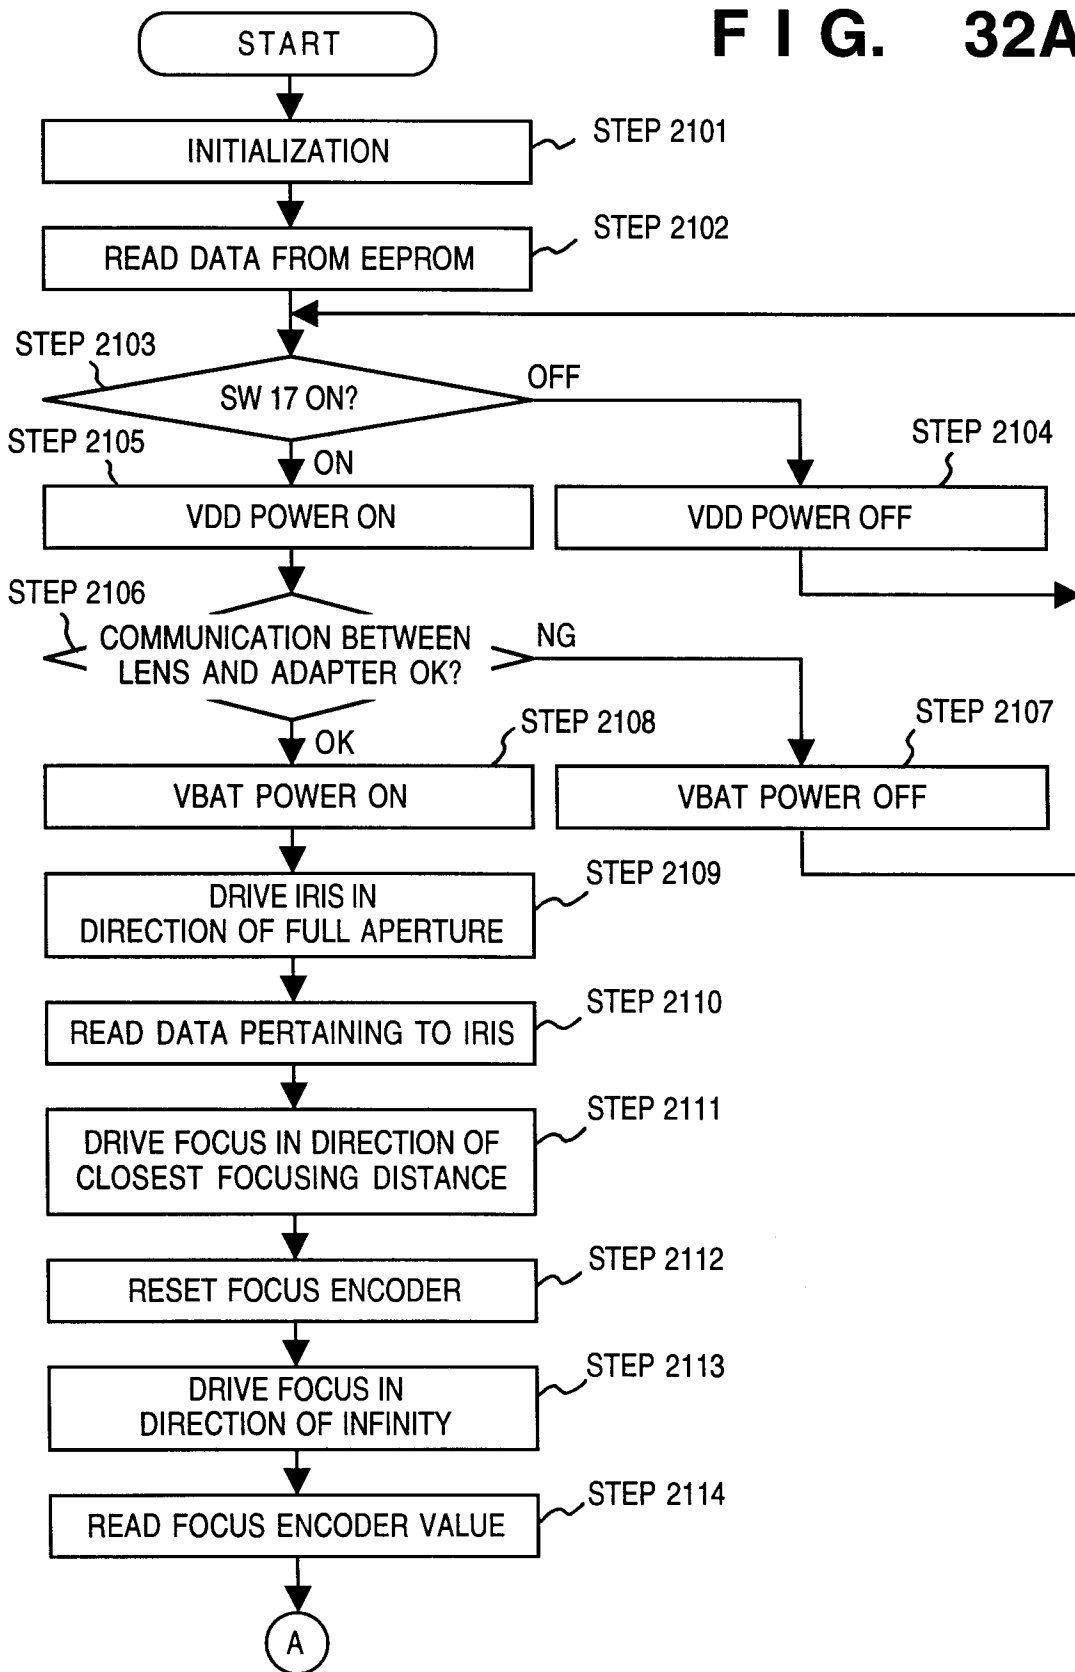 FIG. 32A
START
INITIALIZATION
STEP 2101
READ DATA FROM EEPROM
STEP 2102
STEP 2103
SW 17 ON?
OFF
ON
STEP 2105
VDD POWER ON
STEP 2104
VDD POWER OFF
STEP 2106
COMMUNICATION BETWEEN
LENS AND ADAPTER OK?
NG
OK
STEP 2108
VBAT POWER ON
STEP 2107
VBAT POWER OFF
STEP 2109
DRIVE IRIS IN
DIRECTION OF FULL APERTURE
STEP 2110
READ DATA PERTAINING TO IRIS
STEP 2111
DRIVE FOCUS IN DIRECTION OF
CLOSEST FOCUSING DISTANCE
STEP 2112
RESET FOCUS ENCODER
STEP 2113
DRIVE FOCUS IN
DIRECTION OF INFINITY
STEP 2114
READ FOCUS ENCODER VALUE
A